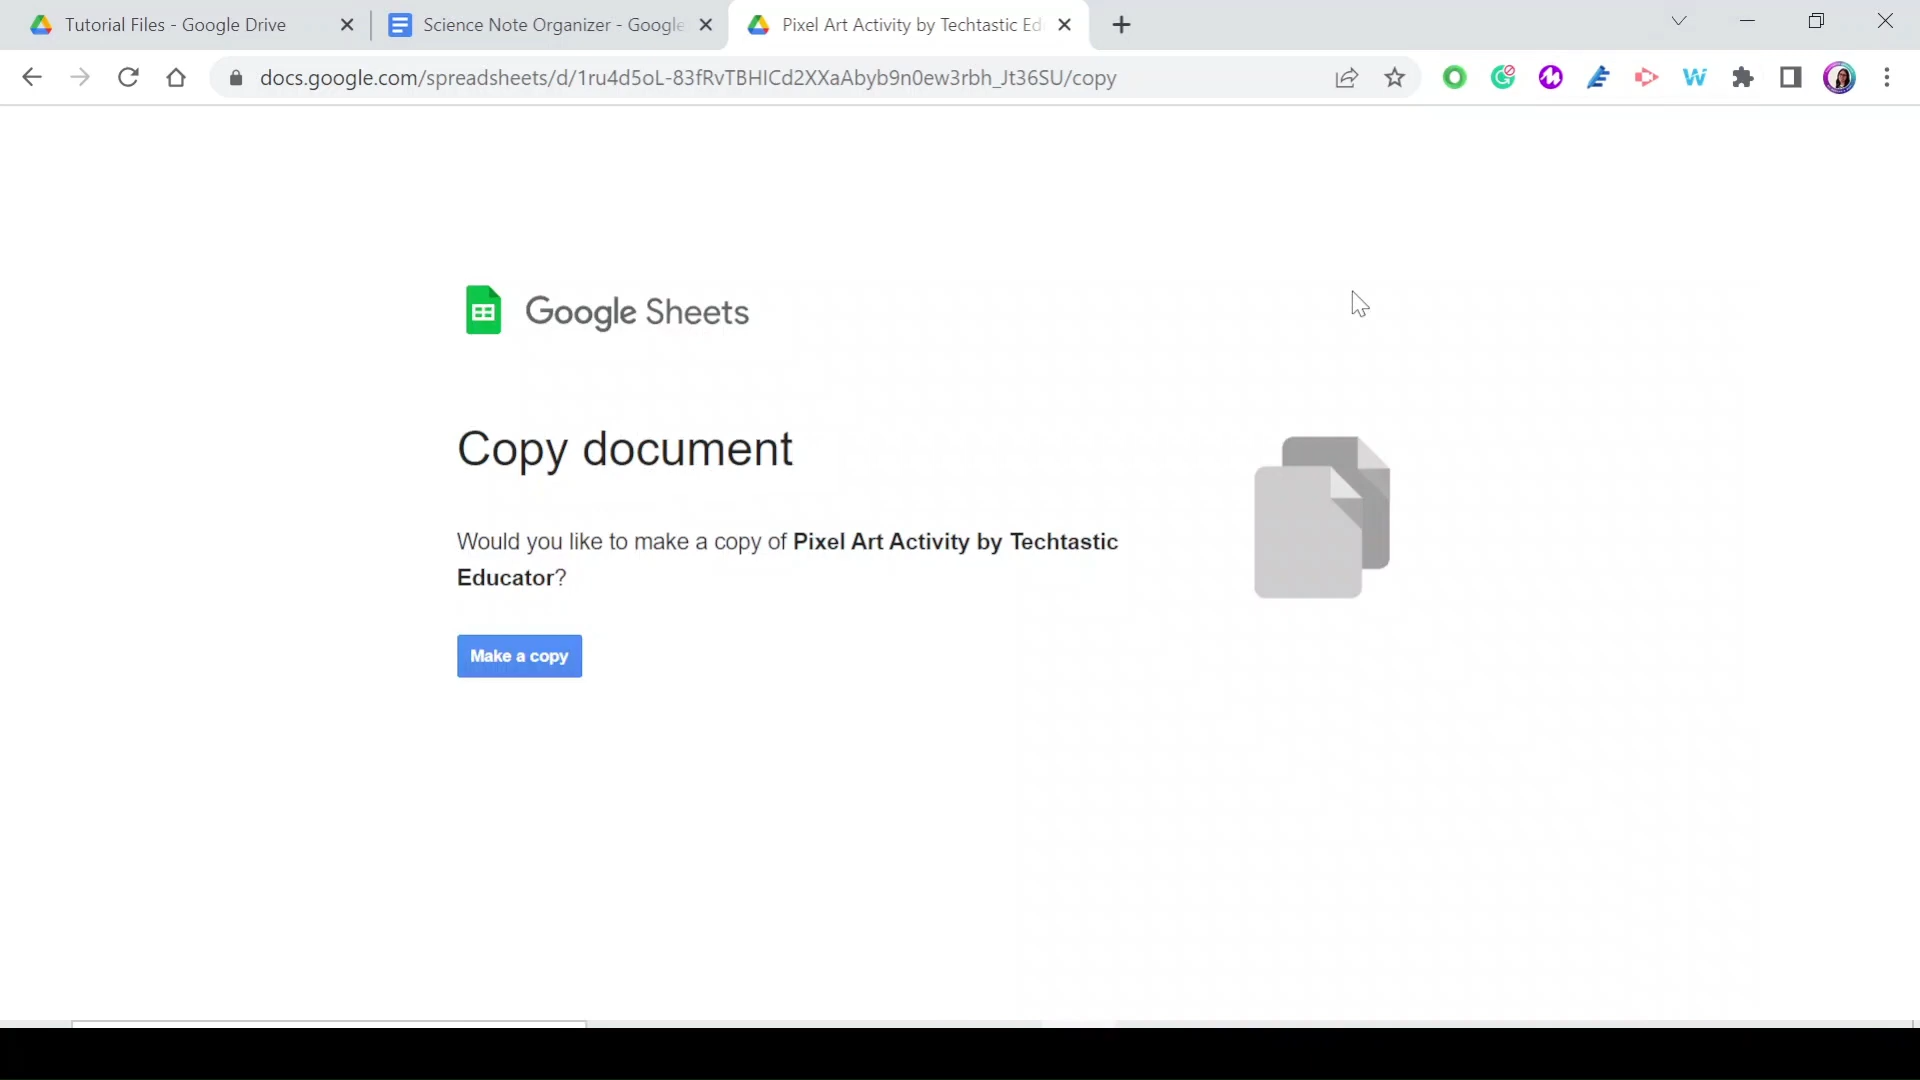 Tutorial Files - Google Drive
Science Note Organizer - Google
Pixel Art Activity by Techtastic Ed
docs.google.com/spreadsheets/d/1ru4d5oL-83fRvTBHICd2XXaAbyb9n0ew3rbh_Jt36SU/copy
Google Sheets
Copy document
Would you like to make a copy of Pixel Art Activity by Techtastic
Educator?
Make a copy